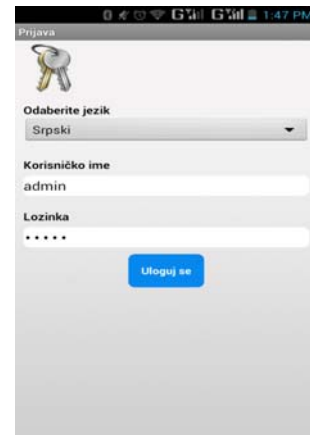 G G 1:47 PM
Prijava
Odaberite jezik
Srpski
Korisničko ime
admin
Lozinka
•••••
Uloguj se